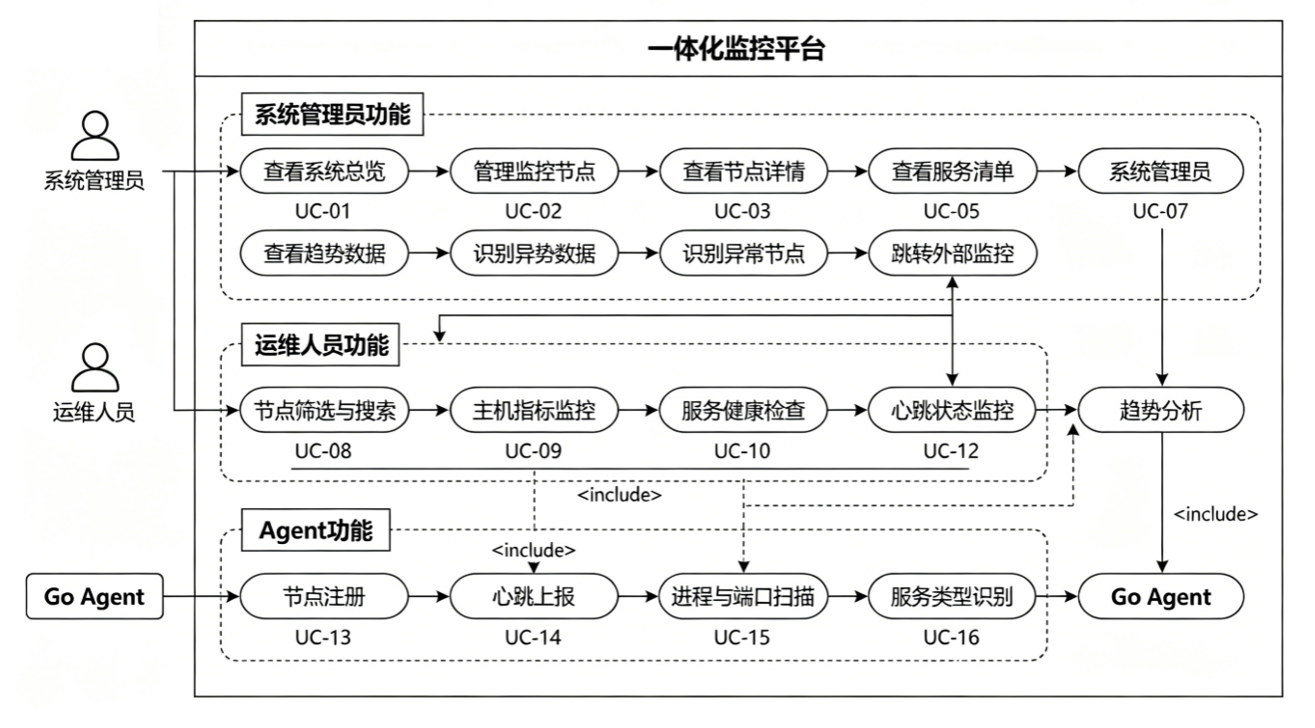 一体化监控平台
系统管理员功能
系统管理员
查看系统总览
管理监控节点
查看节点详情
查看服务清单
系统管理员
UC-01
UC-02
UC-03
UC-05
UC-07
查看趋势数据
识别异势数据
识别异常节点
跳转外部监控
运维人员功能
运维人员
节点筛选与搜索
主机指标监控
服务健康检查
心跳状态监控
趋势分析
UC-08
UC-09
UC-10
UC-12
<include>
<include>
Agent功能
<include>
Go Agent
节点注册
心跳上报
进程与端口扫描
服务类型识别
Go Agent
UC-13
UC-14
UC-15
UC-16